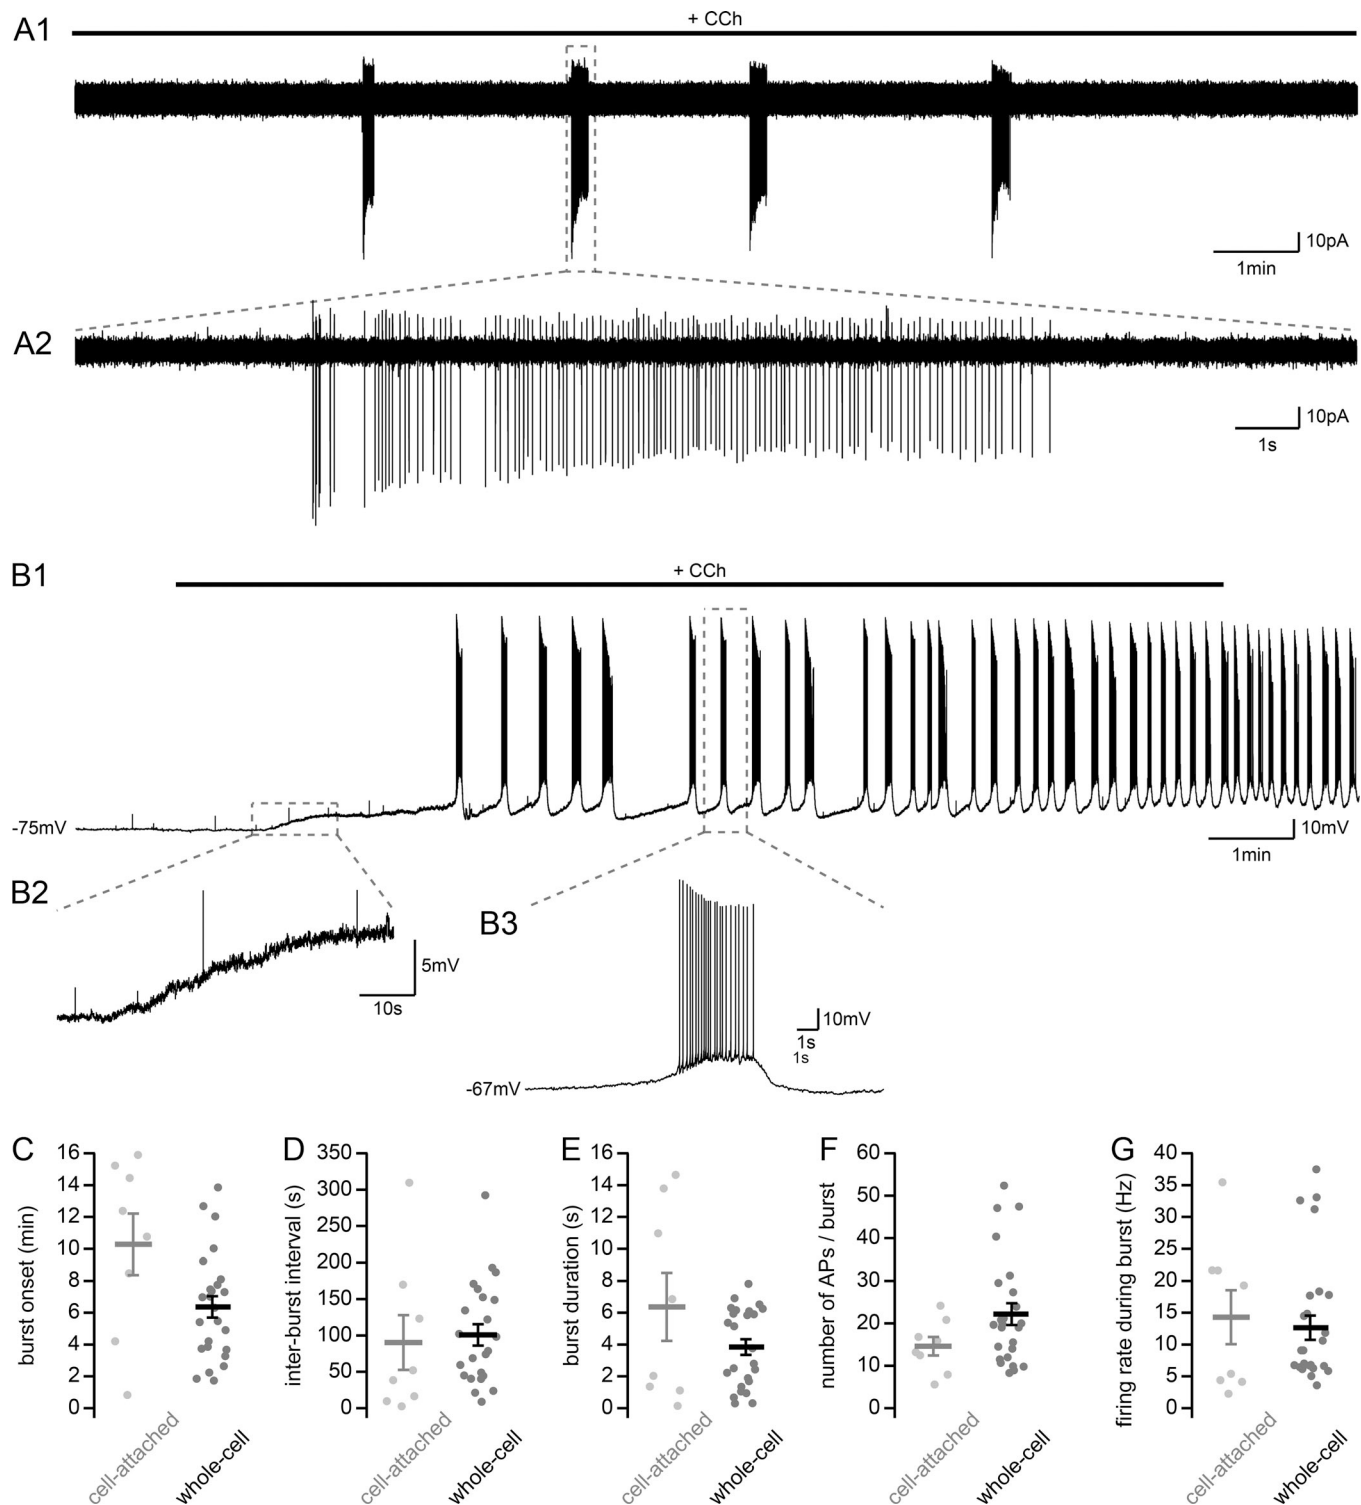 A1
+ CCh
10pA
1min
A2
10pA
1s
B1
+ CCh
-75mV
10mV
1min
B2
5mV
10s
B3
10mV
1s
1s
-67mV
C
burst onset (min)
16
14
12
10
8
6
4
2
0
cell-attached
whole-cell
D
inter-burst interval (s)
350
300
250
200
150
100
50
0
cell-attached
whole-cell
E
burst duration (s)
16
14
12
10
8
6
4
2
0
cell-attached
whole-cell
F
number of APs / burst
60
50
40
30
20
10
0
cell-attached
whole-cell
G
firing rate during burst (Hz)
40
35
30
25
20
15
10
5
0
cell-attached
whole-cell